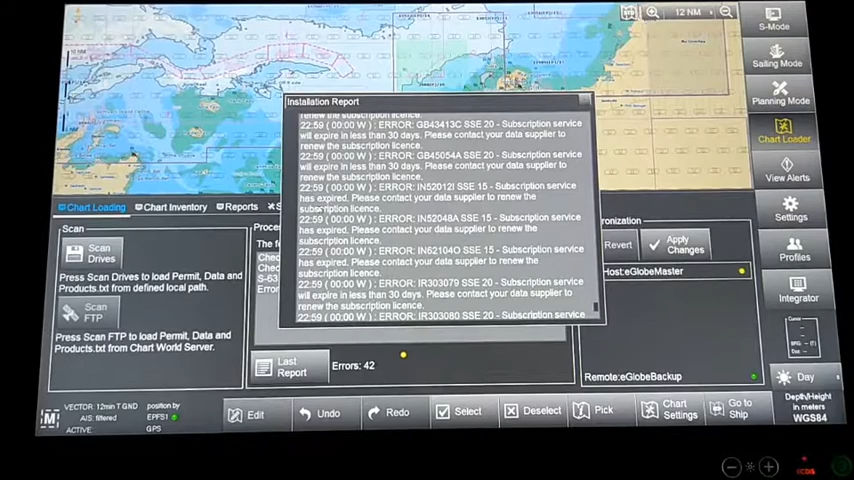 12 NM
S-Mode
Sailing Mode
Planning Mode
Chart Loader
View Alerts
Settings
Profiles
Integrator
Day
Depth/Height
in meters
WGS84
Installation Report
renew the subscription licence.
22:59 ( 00:00 W ) : ERROR: GB43413C SSE 20 - Subscription service
will expire in less than 30 days. Please contact your data supplier to
renew the subscription licence.
22:59 ( 00:00 W ) : ERROR: GB45054A SSE 20 - Subscription service
will expire in less than 30 days. Please contact your data supplier to
renew the subscription licence.
22:59 ( 00:00 W ) : ERROR: IN52012I SSE 15 - Subscription service
has expired. Please contact your data supplier to renew the
subscription licence.
22:59 ( 00:00 W ) : ERROR: IN52048A SSE 15 - Subscription service
has expired. Please contact your data supplier to renew the
subscription licence.
22:59 ( 00:00 W ) : ERROR: IN62104O SSE 15 - Subscription service
has expired. Please contact your data supplier to renew the
subscription licence.
22:59 ( 00:00 W ) : ERROR: IR303079 SSE 20 - Subscription service
will expire in less than 30 days. Please contact your data supplier to
renew the subscription licence.
22:59 ( 00:00 W ) : ERROR: IR303080 SSE 20 - Subscription service
Chart Loading
Chart Inventory
Reports
Scan
Scan
Drives
Press Scan Drives to load Permit, Data and
Products.txt from defined local path.
Scan
FTP
Press Scan FTP to load Permit, Data and
Products.txt from Chart World Server.
The
S-63
Last
Report
Errors: 42
Revert
Apply
Changes
Host:eGlobeMaster
Remote:eGlobeBackup
VECTOR: 12min T GND
AIS: filtered
ACTIVE:
position by
EPFS1
GPS
Edit
Undo
Redo
Select
Deselect
Pick
Chart
Settings
Go to
Ship
ECDIS